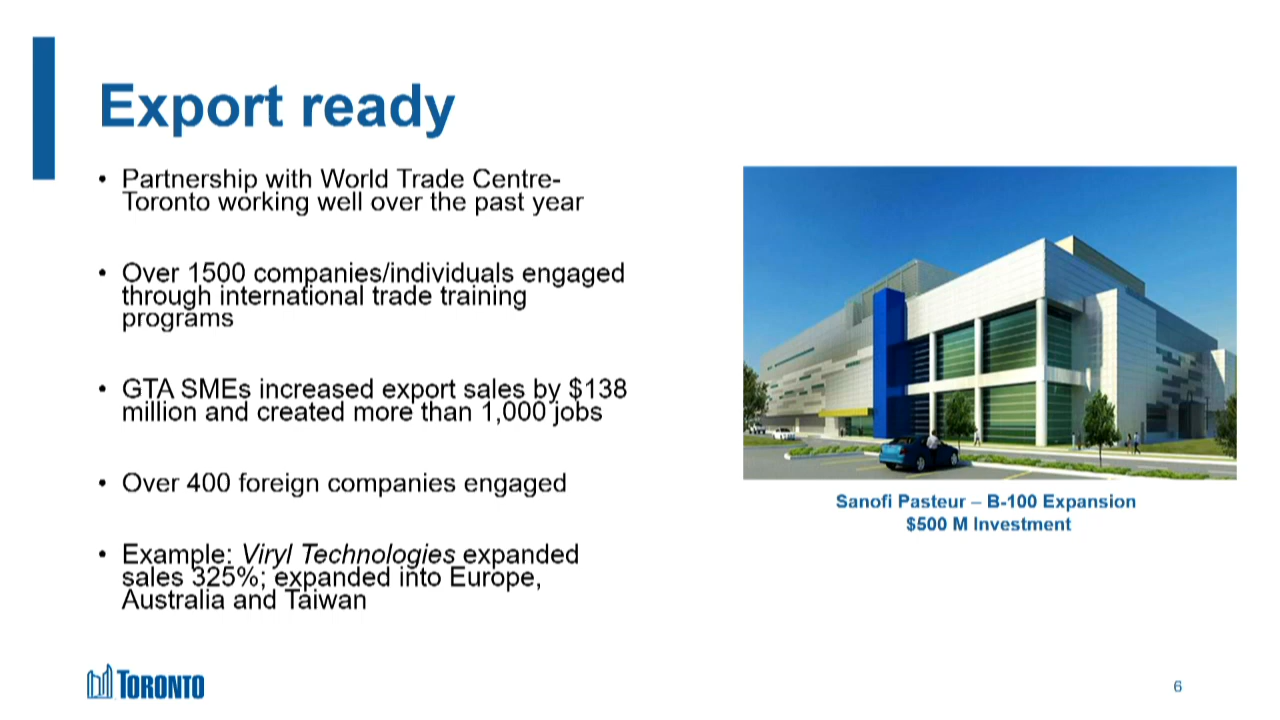 Export ready
• Partnership with World Trade Centre-
Toronto working well over the past year
• Over 1500 companies/individuals engaged
through international trade training
programs
• GTA SMEs increased export sales by $138
million and created more than 1,000 jobs
• Over 400 foreign companies engaged
• Example: Viryl Technologies expanded
sales 325%; expanded into Europe,
Australia and Taiwan
Sanofi Pasteur – B-100 Expansion
$500 M Investment
TORONTO
6